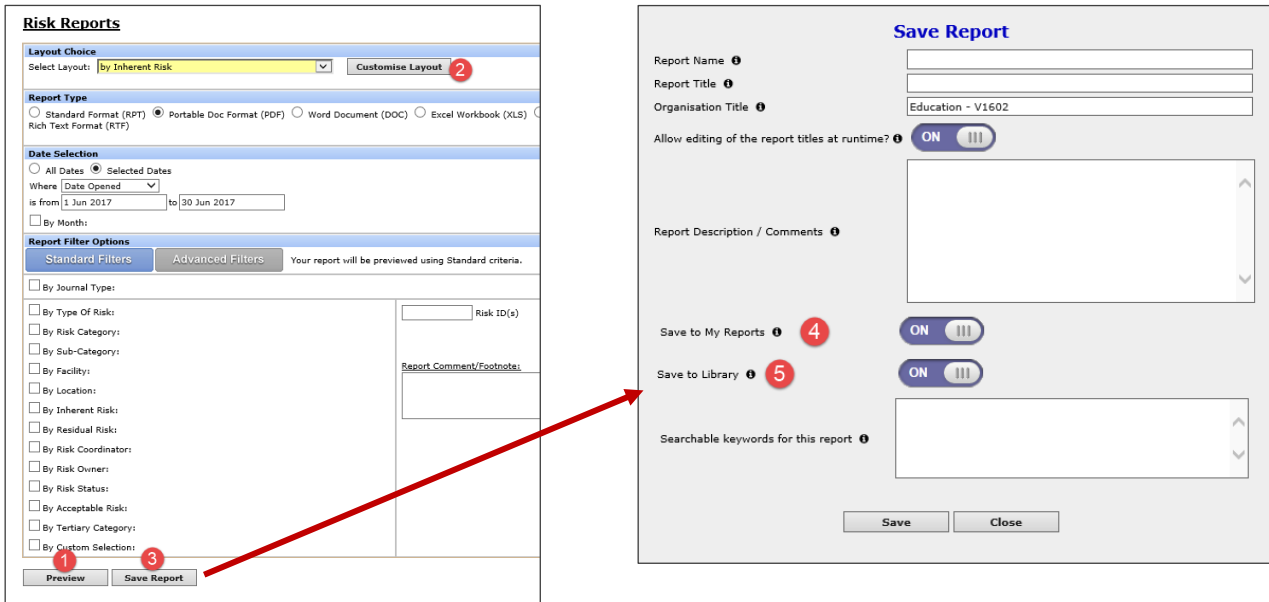 Risk Reports
Layout Choice
Select Layout: by Inherent Risk Customise Layout 2
Report Type
Standard Format (RPT) Portable Doc Format (PDF) Word Document (DOC) Excel Workbook (XLS)
Rich Text Format (RTF)
Date Selection
All Dates Selected Dates
Where Date Opened
is from 1 Jun 2017 to 30 Jun 2017
By Month:
Report Filter Options
Standard Filters Advanced Filters Your report will be previewed using Standard criteria.
By Journal Type:
By Type Of Risk: Risk ID(s)
By Risk Category:
By Sub-Category:
By Facility: Report Comment/Footnote:
By Location:
By Inherent Risk:
By Residual Risk:
By Risk Coordinator:
By Risk Owner:
By Risk Status:
By Acceptable Risk:
By Tertiary Category:
By Custom Selection:
1 3
Preview Save Report
Save Report
Report Name
Report Title
Organisation Title Education - V1602
Allow editing of the report titles at runtime? ON
Report Description / Comments
Save to My Reports 4 ON
Save to Library 5 ON
Searchable keywords for this report
Save Close